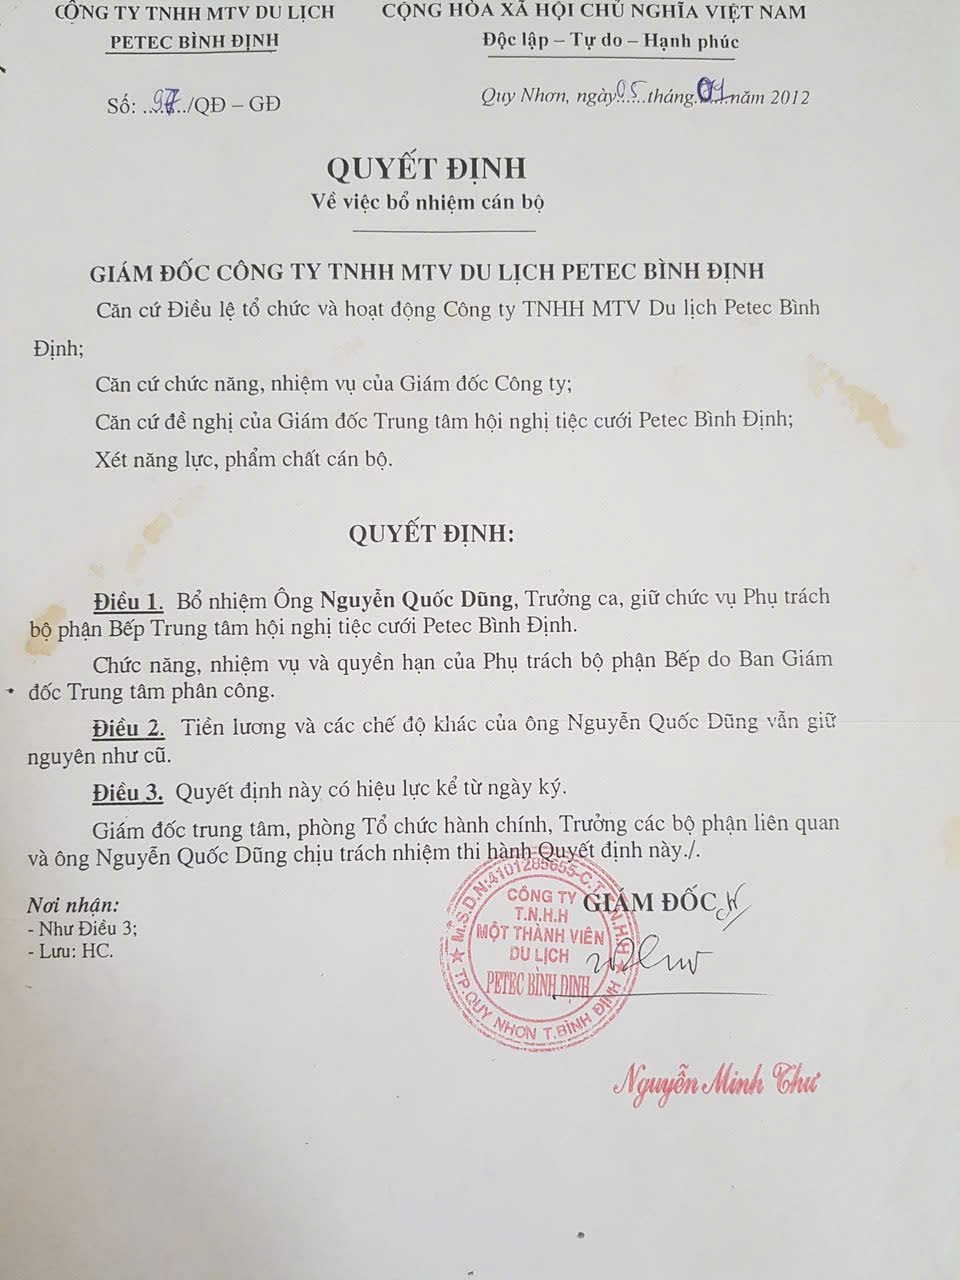 CÔNG TY TNHH MTV DU LỊCH
PETEC BÌNH ĐỊNH
CỘNG HÒA XÃ HỘI CHỦ NGHĨA VIỆT NAM
Độc lập – Tự do – Hạnh phúc
Số: ..97../QĐ – GĐ
Quy Nhơn, ngày 05 tháng 01 năm 2012
QUYẾT ĐỊNH
Về việc bổ nhiệm cán bộ
GIÁM ĐỐC CÔNG TY TNHH MTV DU LỊCH PETEC BÌNH ĐỊNH
Căn cứ Điều lệ tổ chức và hoạt động Công ty TNHH MTV Du lịch Petec Bình
Định;
Căn cứ chức năng, nhiệm vụ của Giám đốc Công ty;
Căn cứ đề nghị của Giám đốc Trung tâm hội nghị tiệc cưới Petec Bình Định;
Xét năng lực, phẩm chất cán bộ.
QUYẾT ĐỊNH:
Điều 1. Bổ nhiệm Ông Nguyễn Quốc Dũng, Trưởng ca, giữ chức vụ Phụ trách
bộ phận Bếp Trung tâm hội nghị tiệc cưới Petec Bình Định.
Chức năng, nhiệm vụ và quyền hạn của Phụ trách bộ phận Bếp do Ban Giám
đốc Trung tâm phân công.
Điều 2. Tiền lương và các chế độ khác của ông Nguyễn Quốc Dũng vẫn giữ
nguyên như cũ.
Điều 3. Quyết định này có hiệu lực kể từ ngày ký.
Giám đốc trung tâm, phòng Tổ chức hành chính, Trưởng các bộ phận liên quan
và ông Nguyễn Quốc Dũng chịu trách nhiệm thi hành Quyết định này./.
Nơi nhận:
- Như Điều 3;
- Lưu: HC.
GIÁM ĐỐC
M.S.D.N:4101285655-C.T.T.N.H.H
CÔNG TY
T.N.H.H
MỘT THÀNH VIÊN
DU LỊCH
PETEC BÌNH ĐỊNH
TP.QUY NHƠN T.BÌNH ĐỊNH
Nguyễn Minh Thư